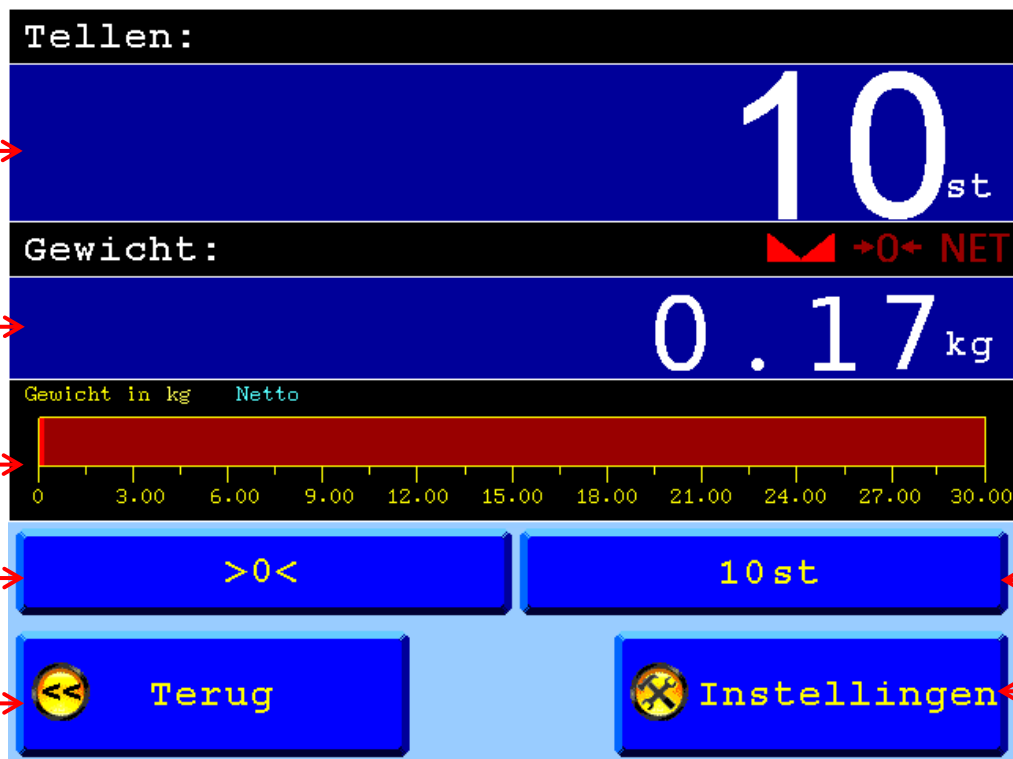 Tellen:
10st
Gewicht: →0← NET
0.17kg
Gewicht in kg Netto
0 3.00 6.00 9.00 12.00 15.00 18.00 21.00 24.00 27.00 30.00
>0< 10st
<< Terug Instellingen